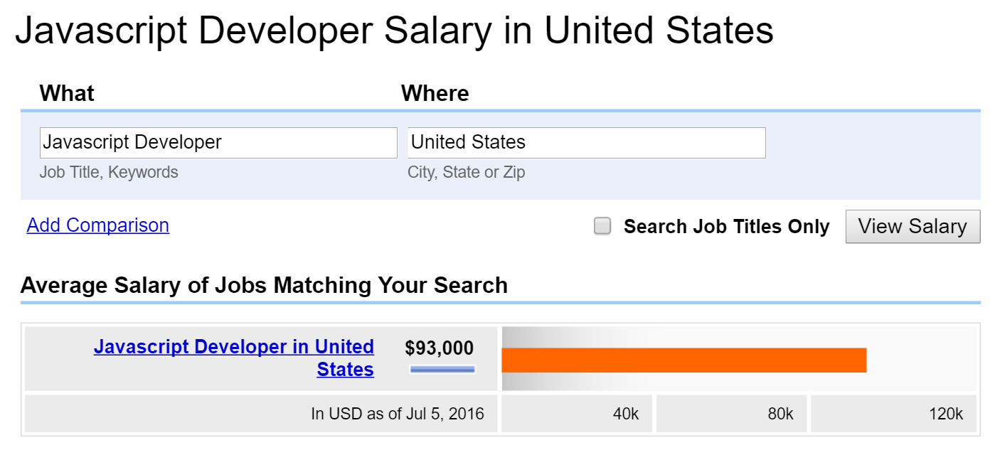 Javascript Developer Salary in United States
What Where
Javascript Developer United States
Job Title, Keywords City, State or Zip
Add Comparison Search Job Titles Only View Salary
Average Salary of Jobs Matching Your Search
Javascript Developer in United $93,000
States
In USD as of Jul 5, 2016 40k 80k 120k